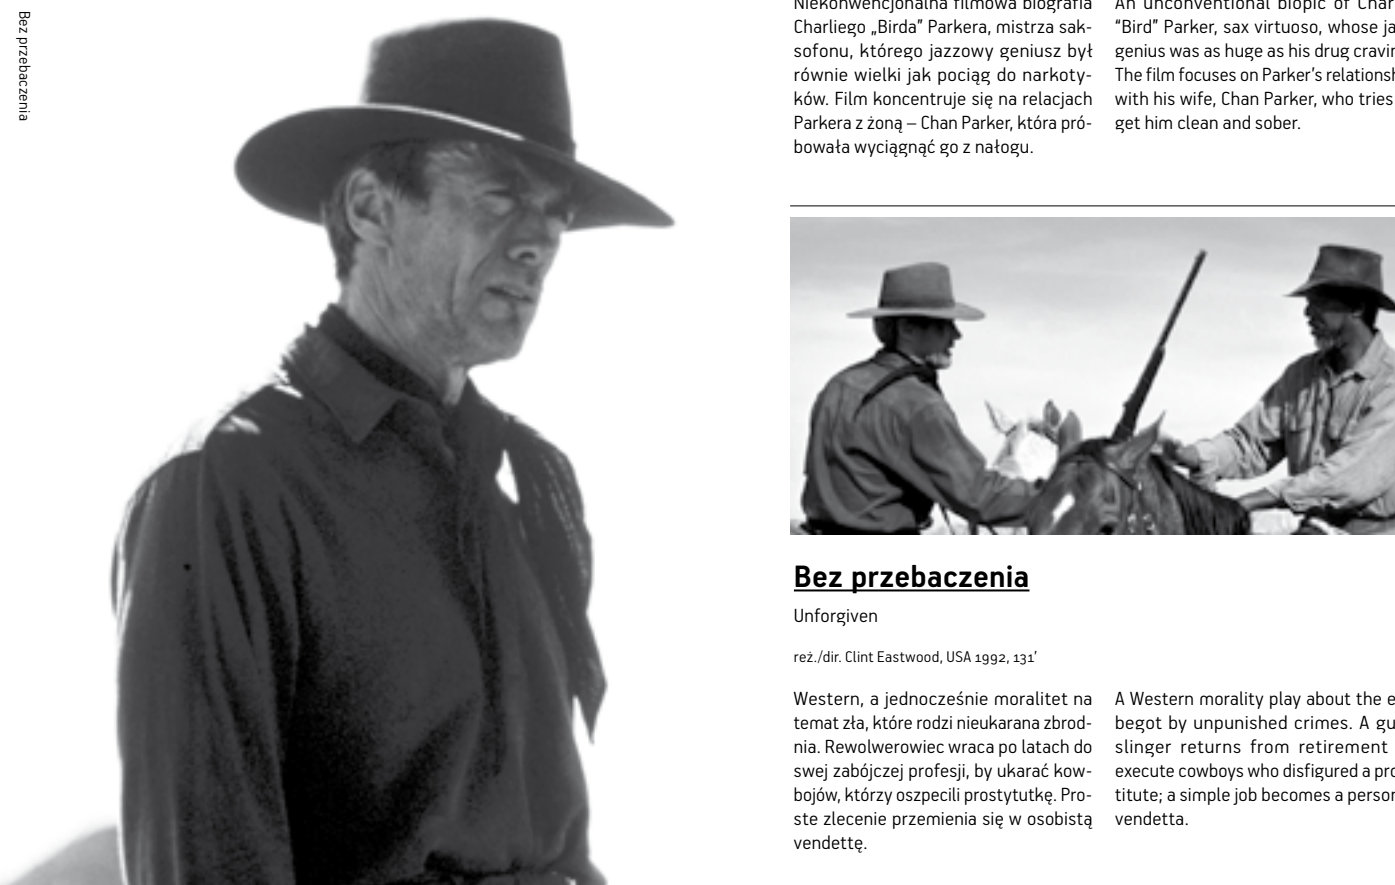 Bez przebaczenia
Niekonwencjonalna filmowa biografia
Charliego „Birda” Parkera, mistrza sak-
sofonu, którego jazzowy geniusz był
równie wielki jak pociąg do narkoty-
ków. Film koncentruje się na relacjach
Parkera z żoną – Chan Parker, która pró-
bowała wyciągnąć go z nałogu.
An unconventional biopic of Char
“Bird” Parker, sax virtuoso, whose ja
genius was as huge as his drug cravin
The film focuses on Parker’s relationsh
with his wife, Chan Parker, who tries
get him clean and sober.
Bez przebaczenia
Unforgiven
reż./dir. Clint Eastwood, USA 1992, 131’
Western, a jednocześnie moralitet na
temat zła, które rodzi nieukarana zbrod-
nia. Rewolwerowiec wraca po latach do
swej zabójczej profesji, by ukarać kow-
bojów, którzy oszpecili prostytutkę. Pro-
ste zlecenie przemienia się w osobistą
vendettę.
A Western morality play about the e
begot by unpunished crimes. A gu
slinger returns from retirement
execute cowboys who disfigured a pro
titute; a simple job becomes a person
vendetta.